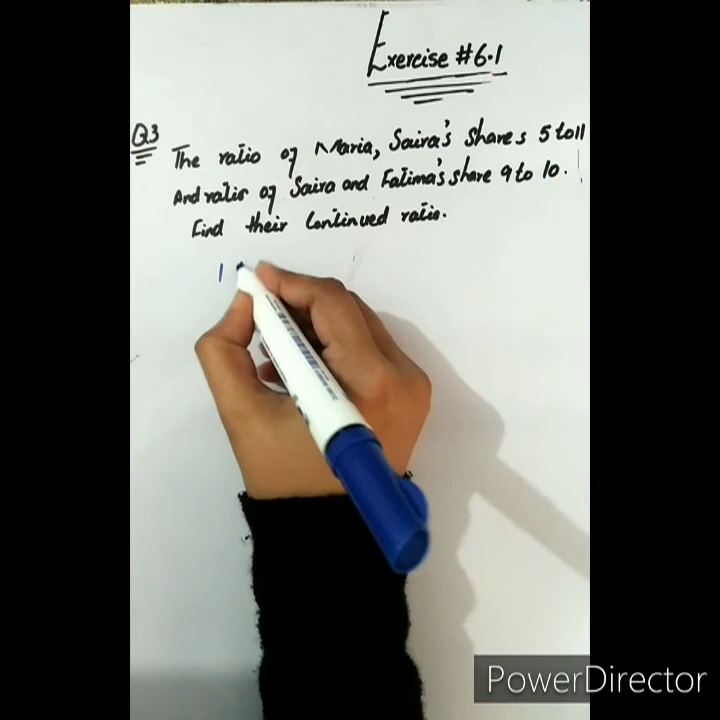 Exercise #6.1
Q3
The ratio of Maria, Saira's shares 5 to 11
And ratio of Saira and Fatima's share 9 to 10.
Find their Continued ratio.
PowerDirector